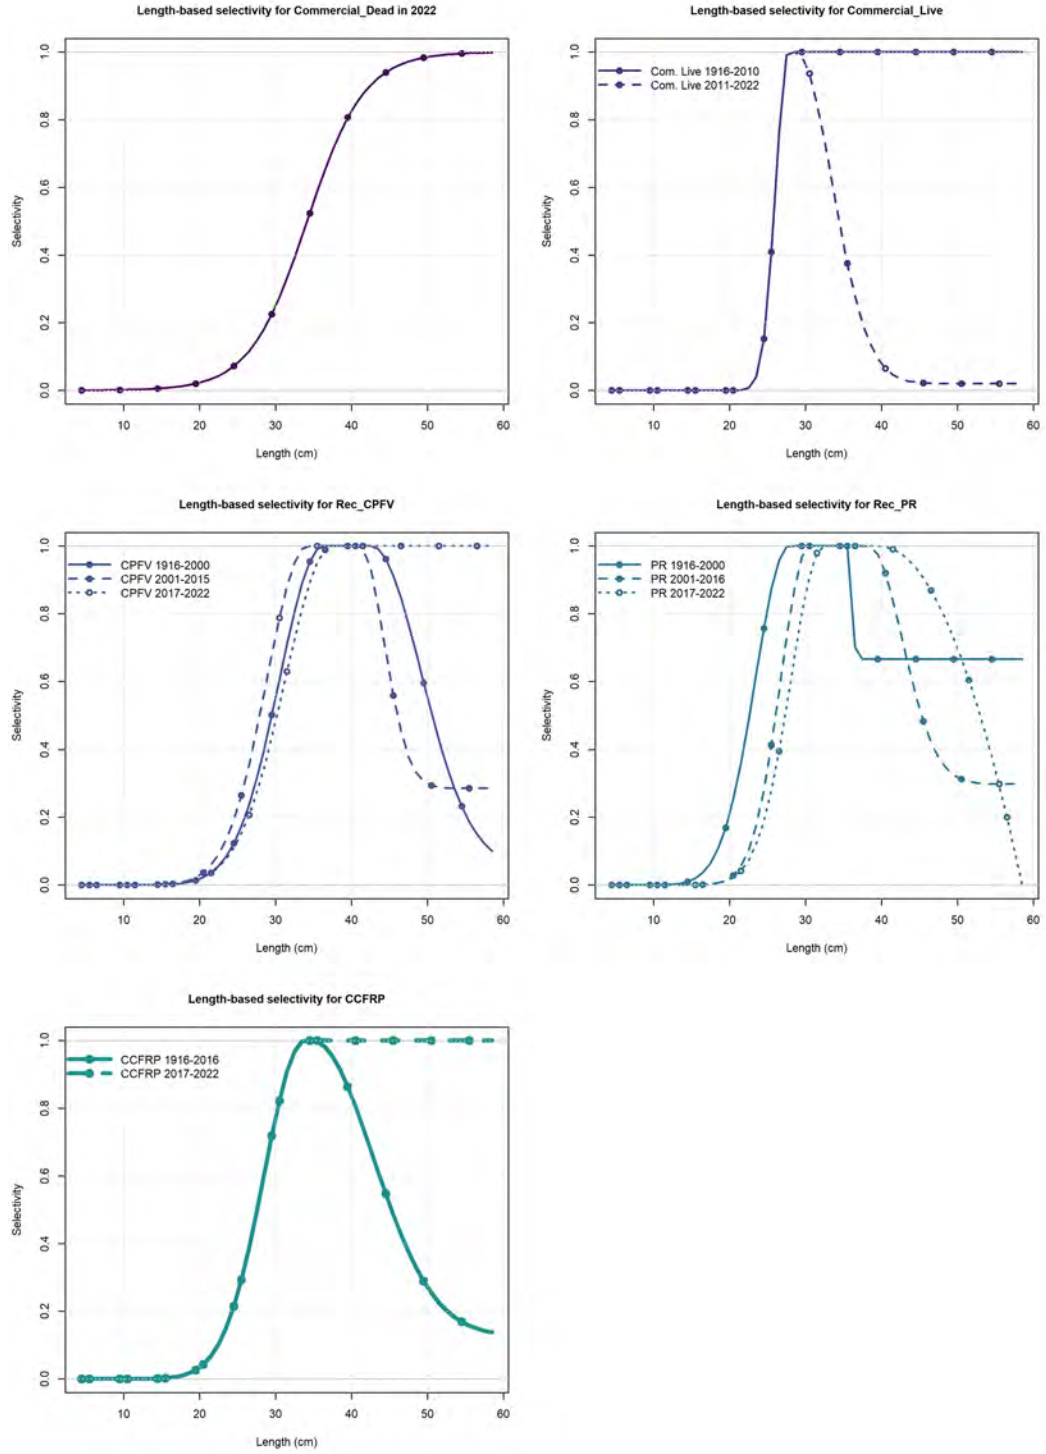 Length-based selectivity for Commercial_Dead in 2022
Selectivity
1.0
0.8
0.6
0.4
0.2
0.0
10 20 30 40 50 60
Length (cm)
Length-based selectivity for Commercial_Live
Com. Live 1916-2010
Com. Live 2011-2022
Selectivity
1.0
0.8
0.6
0.4
0.2
0.0
10 20 30 40 50 60
Length (cm)
Length-based selectivity for Rec_CPFV
CPFV 1916-2000
CPFV 2001-2015
CPFV 2017-2022
Selectivity
1.0
0.8
0.6
0.4
0.2
0.0
10 20 30 40 50 60
Length (cm)
Length-based selectivity for Rec_PR
PR 1916-2000
PR 2001-2016
PR 2017-2022
Selectivity
1.0
0.8
0.6
0.4
0.2
0.0
10 20 30 40 50 60
Length (cm)
Length-based selectivity for CCFRP
CCFRP 1916-2016
CCFRP 2017-2022
Selectivity
1.0
0.8
0.6
0.4
0.2
0.0
10 20 30 40 50 60
Length (cm)